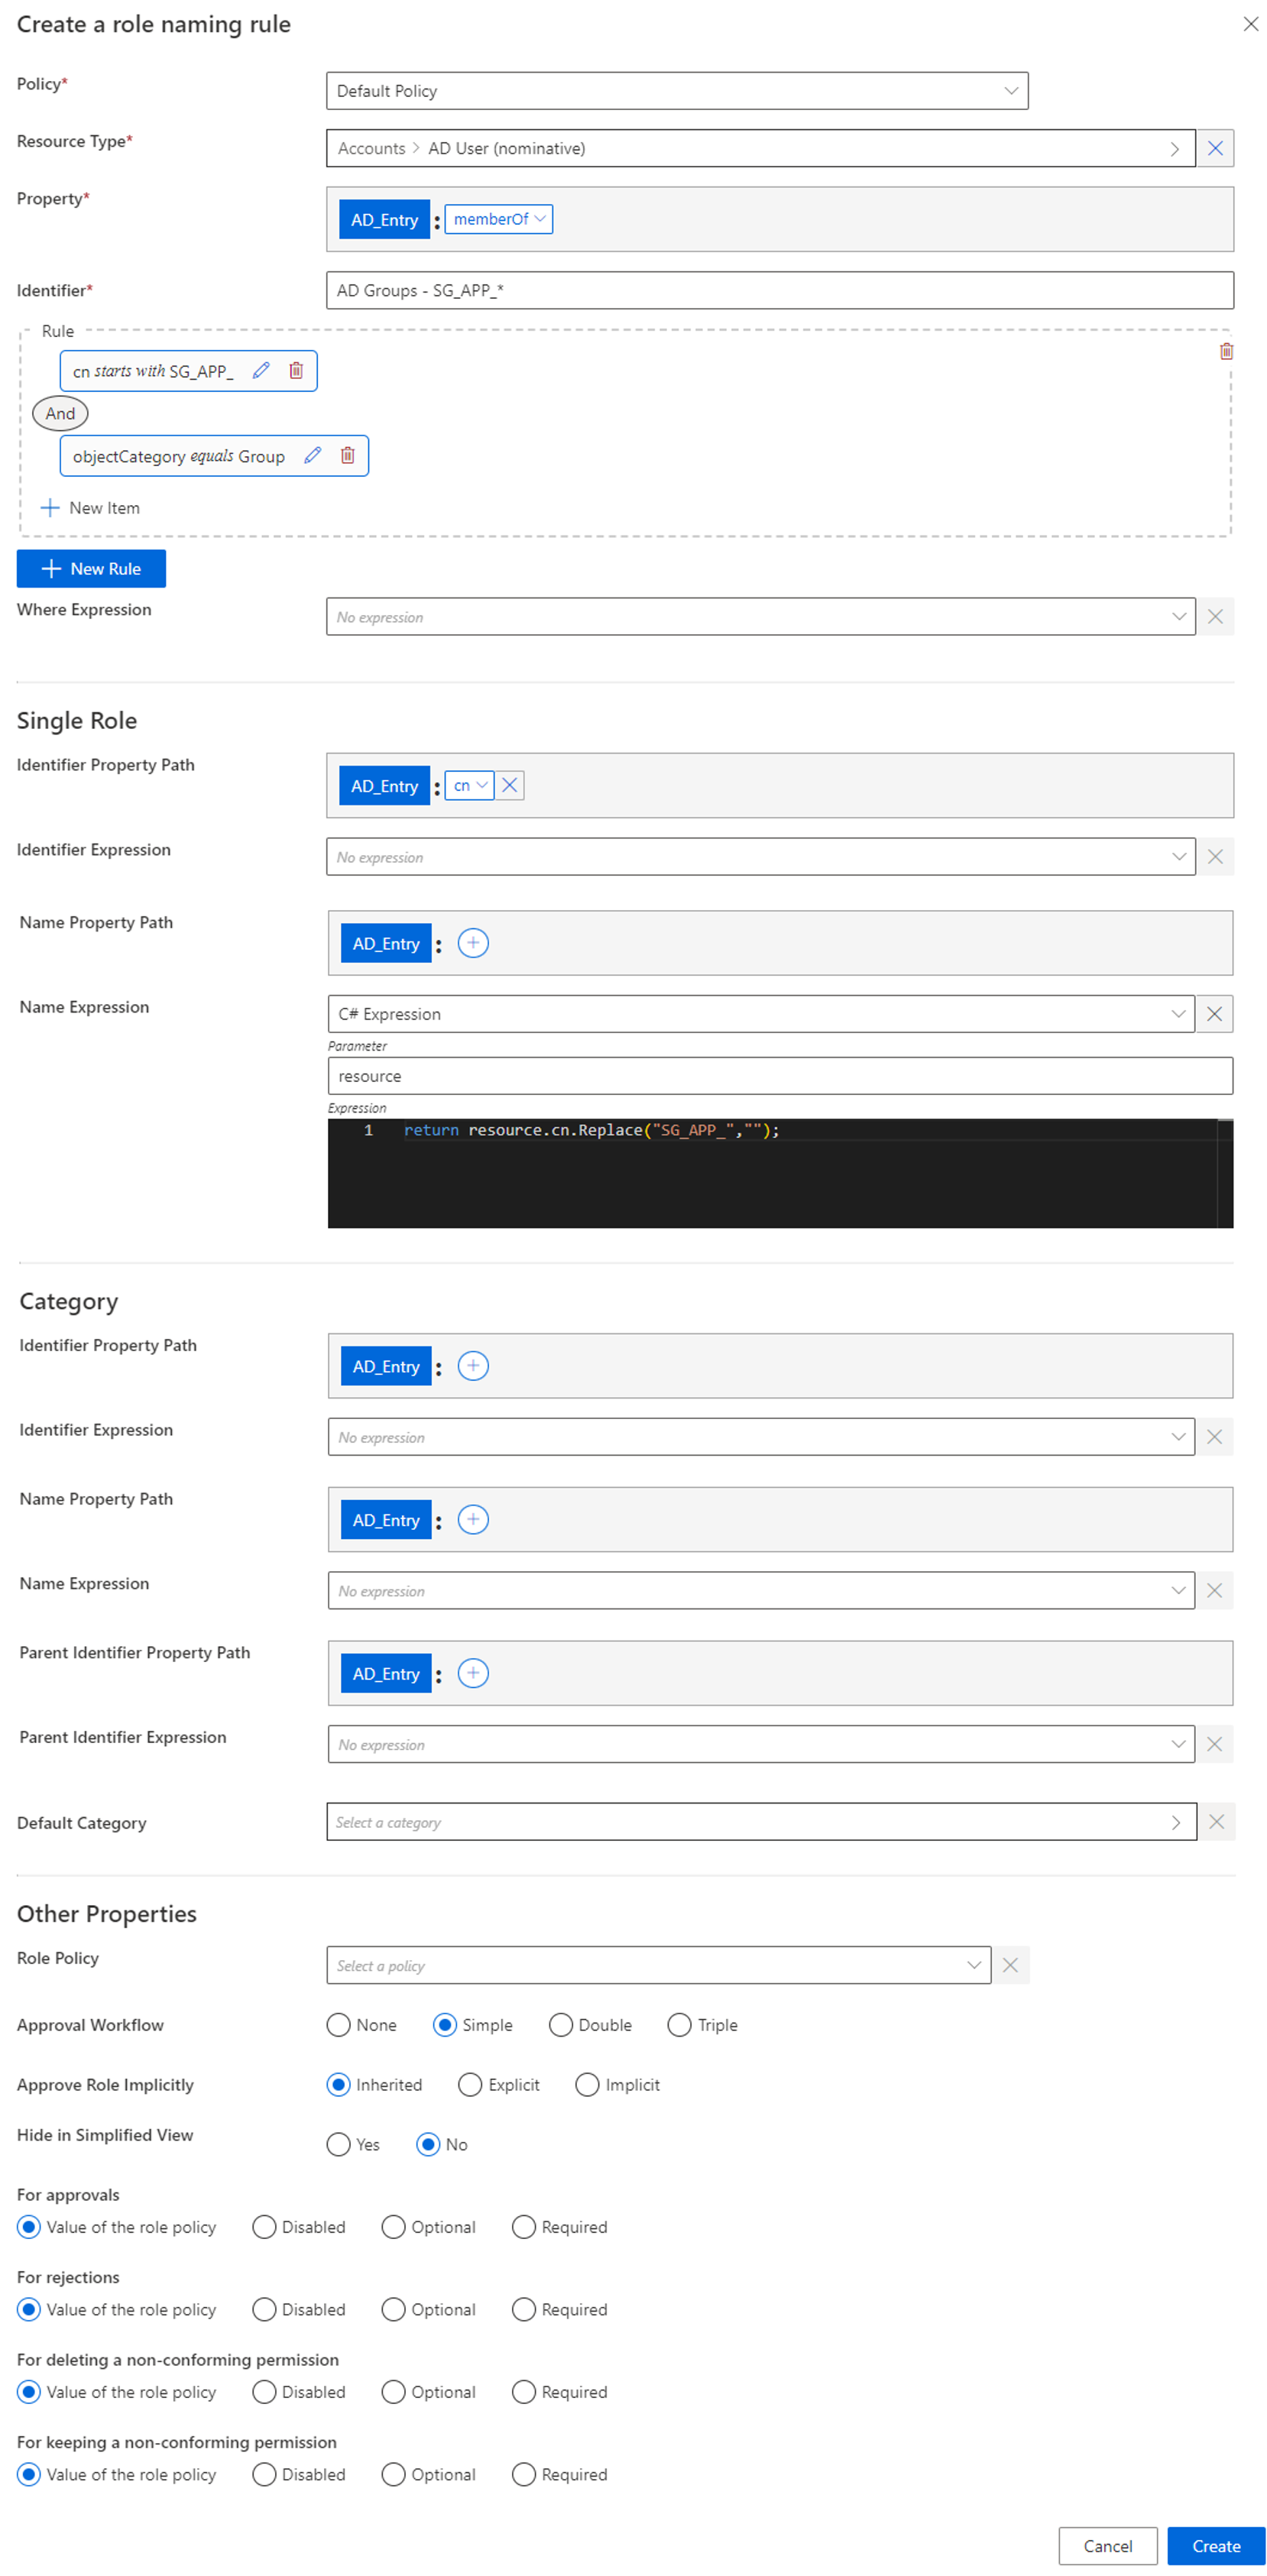 Create a role naming rule
Policy*
Default Policy
Resource Type*
Accounts > AD User (nominative)
Property*
AD_Entry : memberOf
Identifier*
AD Groups - SG_APP_*
Rule
cn starts with SG_APP_
And
objectCategory equals Group
+ New Item
+ New Rule
Where Expression
No expression
Single Role
Identifier Property Path
AD_Entry : cn
Identifier Expression
No expression
Name Property Path
AD_Entry :
Name Expression
C# Expression
Parameter
resource
Expression
1 return resource.cn.Replace("SG_APP_","");
Category
Identifier Property Path
AD_Entry :
Identifier Expression
No expression
Name Property Path
AD_Entry :
Name Expression
No expression
Parent Identifier Property Path
AD_Entry :
Parent Identifier Expression
No expression
Default Category
Select a category
Other Properties
Role Policy
Select a policy
Approval Workflow
None Simple Double Triple
Approve Role Implicitly
Inherited Explicit Implicit
Hide in Simplified View
Yes No
For approvals
Value of the role policy Disabled Optional Required
For rejections
Value of the role policy Disabled Optional Required
For deleting a non-conforming permission
Value of the role policy Disabled Optional Required
For keeping a non-conforming permission
Value of the role policy Disabled Optional Required
Cancel Create